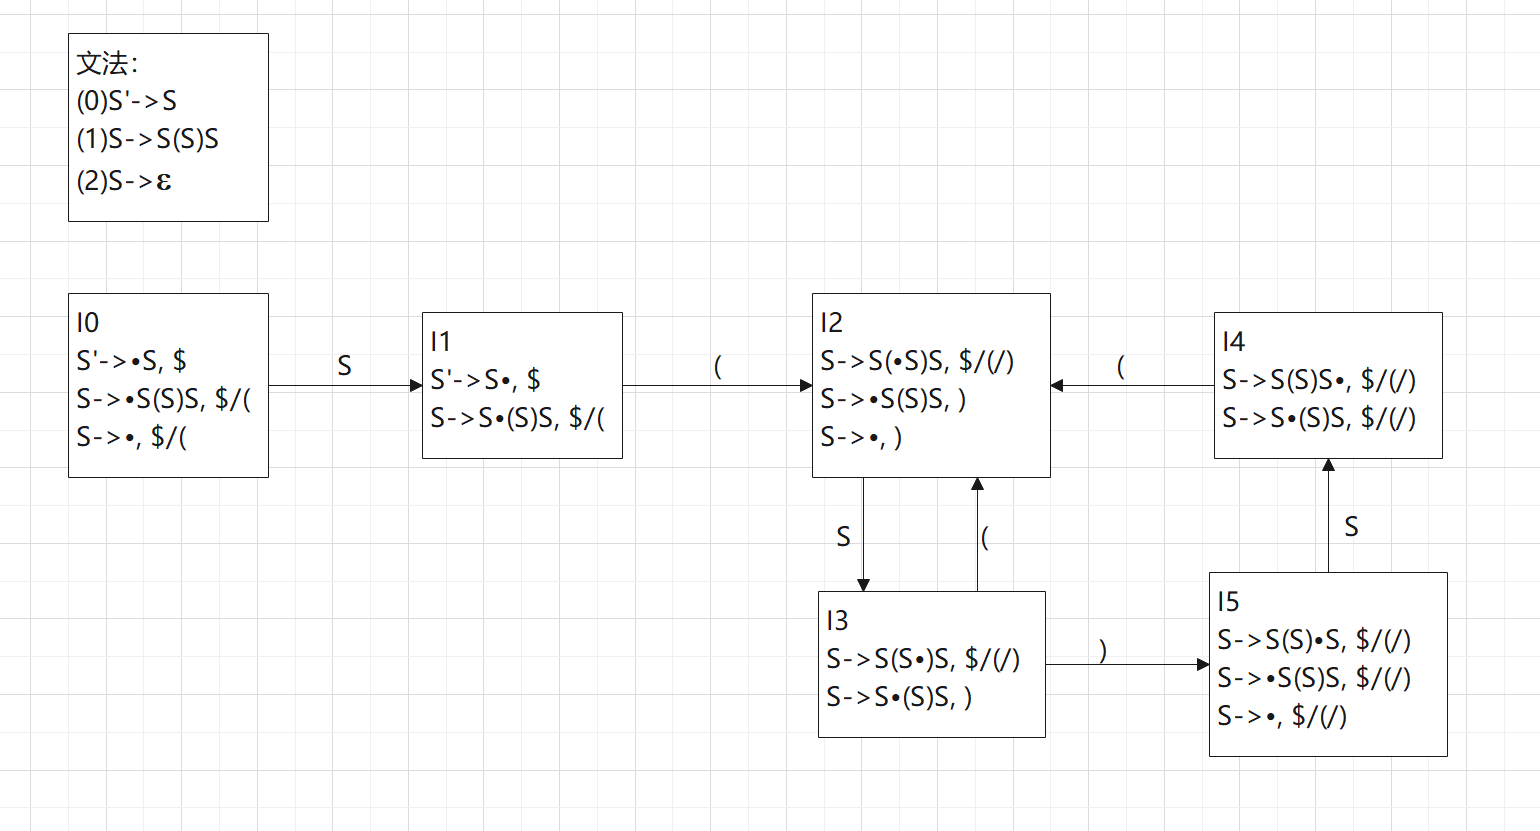 文法：
(0)S'->S
(1)S->S(S)S
(2)S->ε
I0
S'->•S, $
S->•S(S)S, $/(
S->•, $/(
S
I1
S'->S•, $
S->S•(S)S, $/(
(
I2
S->S(•S)S, $/(/)
S->•S(S)S, )
S->•, )
(
I4
S->S(S)S•, $/(/)
S->S•(S)S, $/(/)
S
(
S
I3
S->S(S•)S, $/(/)
S->S•(S)S, )
)
I5
S->S(S)•S, $/(/)
S->•S(S)S, $/(/)
S->•, $/(/)